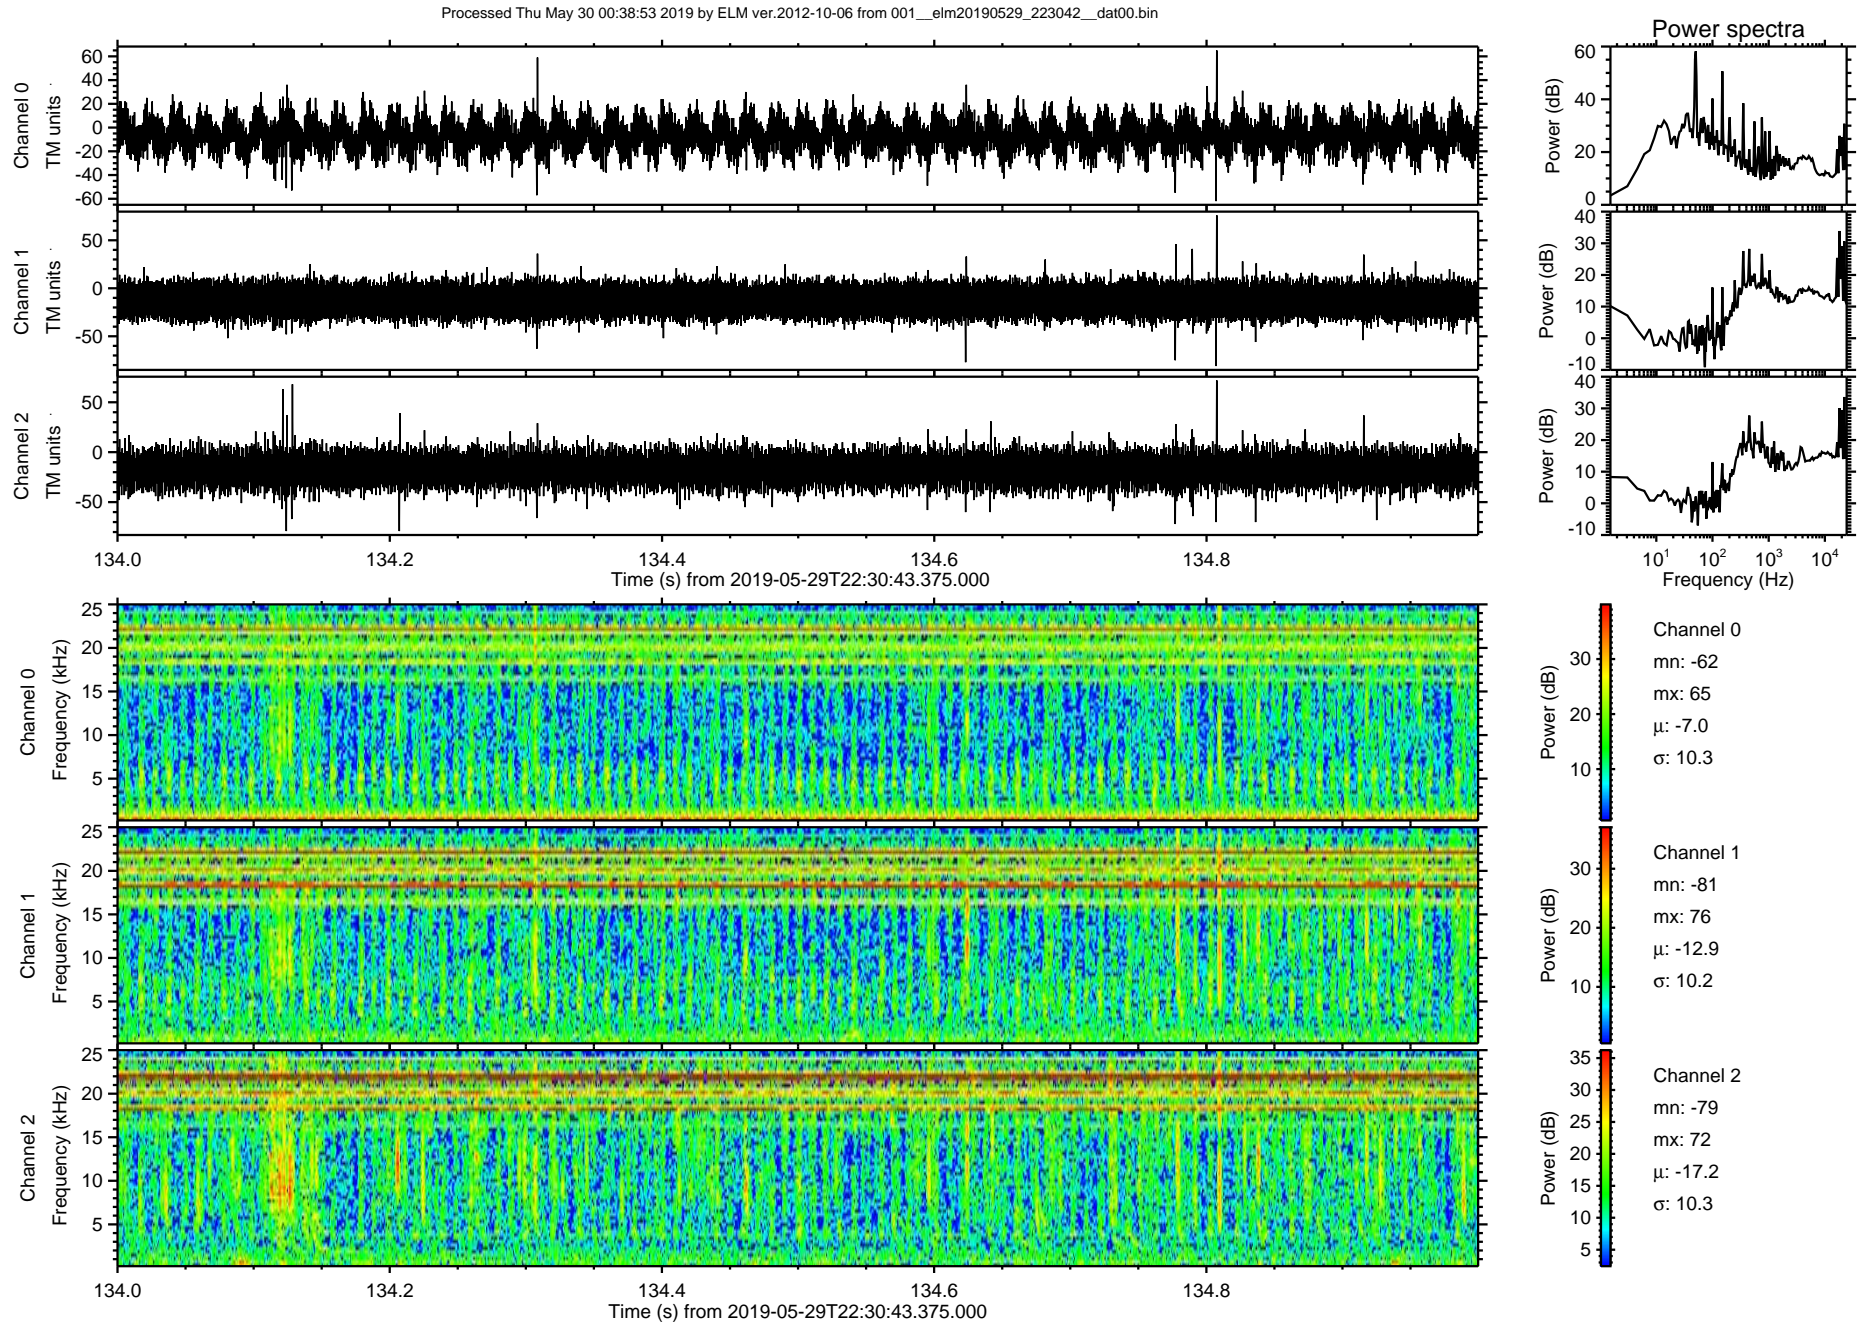 Processed Thu May 30 00:38:53 2019 by ELM ver.2012-10-06 from 001__elm20190529_223042__dat00.bin
Power spectra
Channel 0
TM units
60
40
20
0
-20
-40
-60
Power (dB)
60
40
20
0
Channel 1
TM units
50
0
-50
Power (dB)
40
30
20
10
0
-10
Channel 2
TM units
50
0
-50
Power (dB)
40
30
20
10
0
-10
134.0
134.2
134.4
134.6
134.8
Time (s) from 2019-05-29T22:30:43.375.000
10¹
10²
10³
10⁴
Frequency (Hz)
Channel 0
Frequency (kHz)
25
20
15
10
5
Power (dB)
30
20
10
Channel 0
mn: -62
mx: 65
μ: -7.0
σ: 10.3
Channel 1
Frequency (kHz)
25
20
15
10
5
Power (dB)
30
20
10
Channel 1
mn: -81
mx: 76
μ: -12.9
σ: 10.2
Channel 2
Frequency (kHz)
25
20
15
10
5
Power (dB)
35
30
25
20
15
10
5
Channel 2
mn: -79
mx: 72
μ: -17.2
σ: 10.3
134.0
134.2
134.4
134.6
134.8
Time (s) from 2019-05-29T22:30:43.375.000